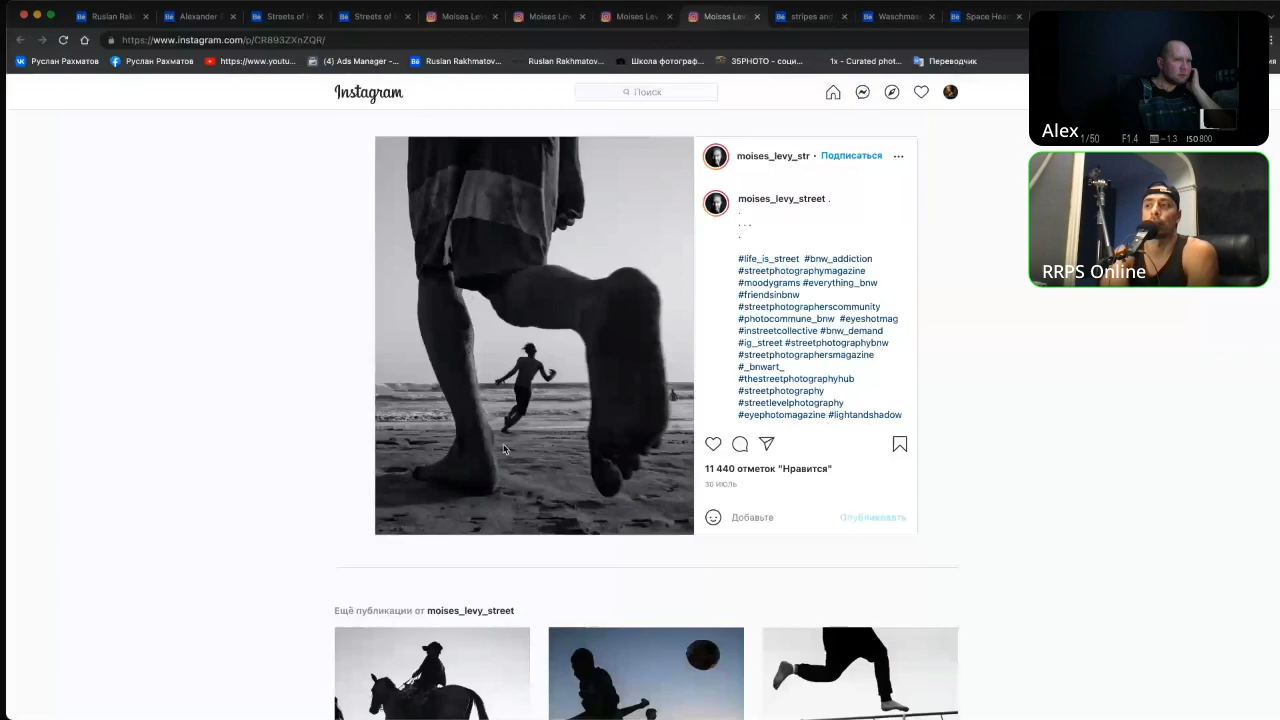 Ruslan Rak
Alexander
Streets of
Streets of
Moises Lev
Moises Lev
Moises Lev
Moises Lev
stripes and
Waschmas
Space Hea
https://www.instagram.com/p/CR893ZXnZQR/
Руслан Рахматов
Руслан Рахматов
https://www.youtu...
(4) Ads Manager -...
Ruslan Rakhmatov...
Ruslan Rakhmatov...
Школа фотограф...
35PHOTO - соци...
1x - Curated phot...
Переводчик
Instagram
Поиск
moises_levy_str • Подписаться
moises_levy_street .
.
. . .
.
#life_is_street #bnw_addiction
#streetphotographymagazine
#moodygrams #everything_bnw
#friendsinbnw
#streetphotographerscommunity
#photocommune_bnw #eyeshotmag
#instreetcollective #bnw_demand
#ig_street #streetphotographybnw
#streetphotographersmagazine
#_bnwart_
#thestreetphotographyhub
#streetphotography
#streetlevelphotography
#eyephotomagazine #lightandshadow
11 440 отметок "Нравится"
30 ИЮЛЬ
Добавьте
Опубликовать
Ещё публикации от moises_levy_street
Alex
1/50 F1.4 −1.3 ISO 800
RRPS Online